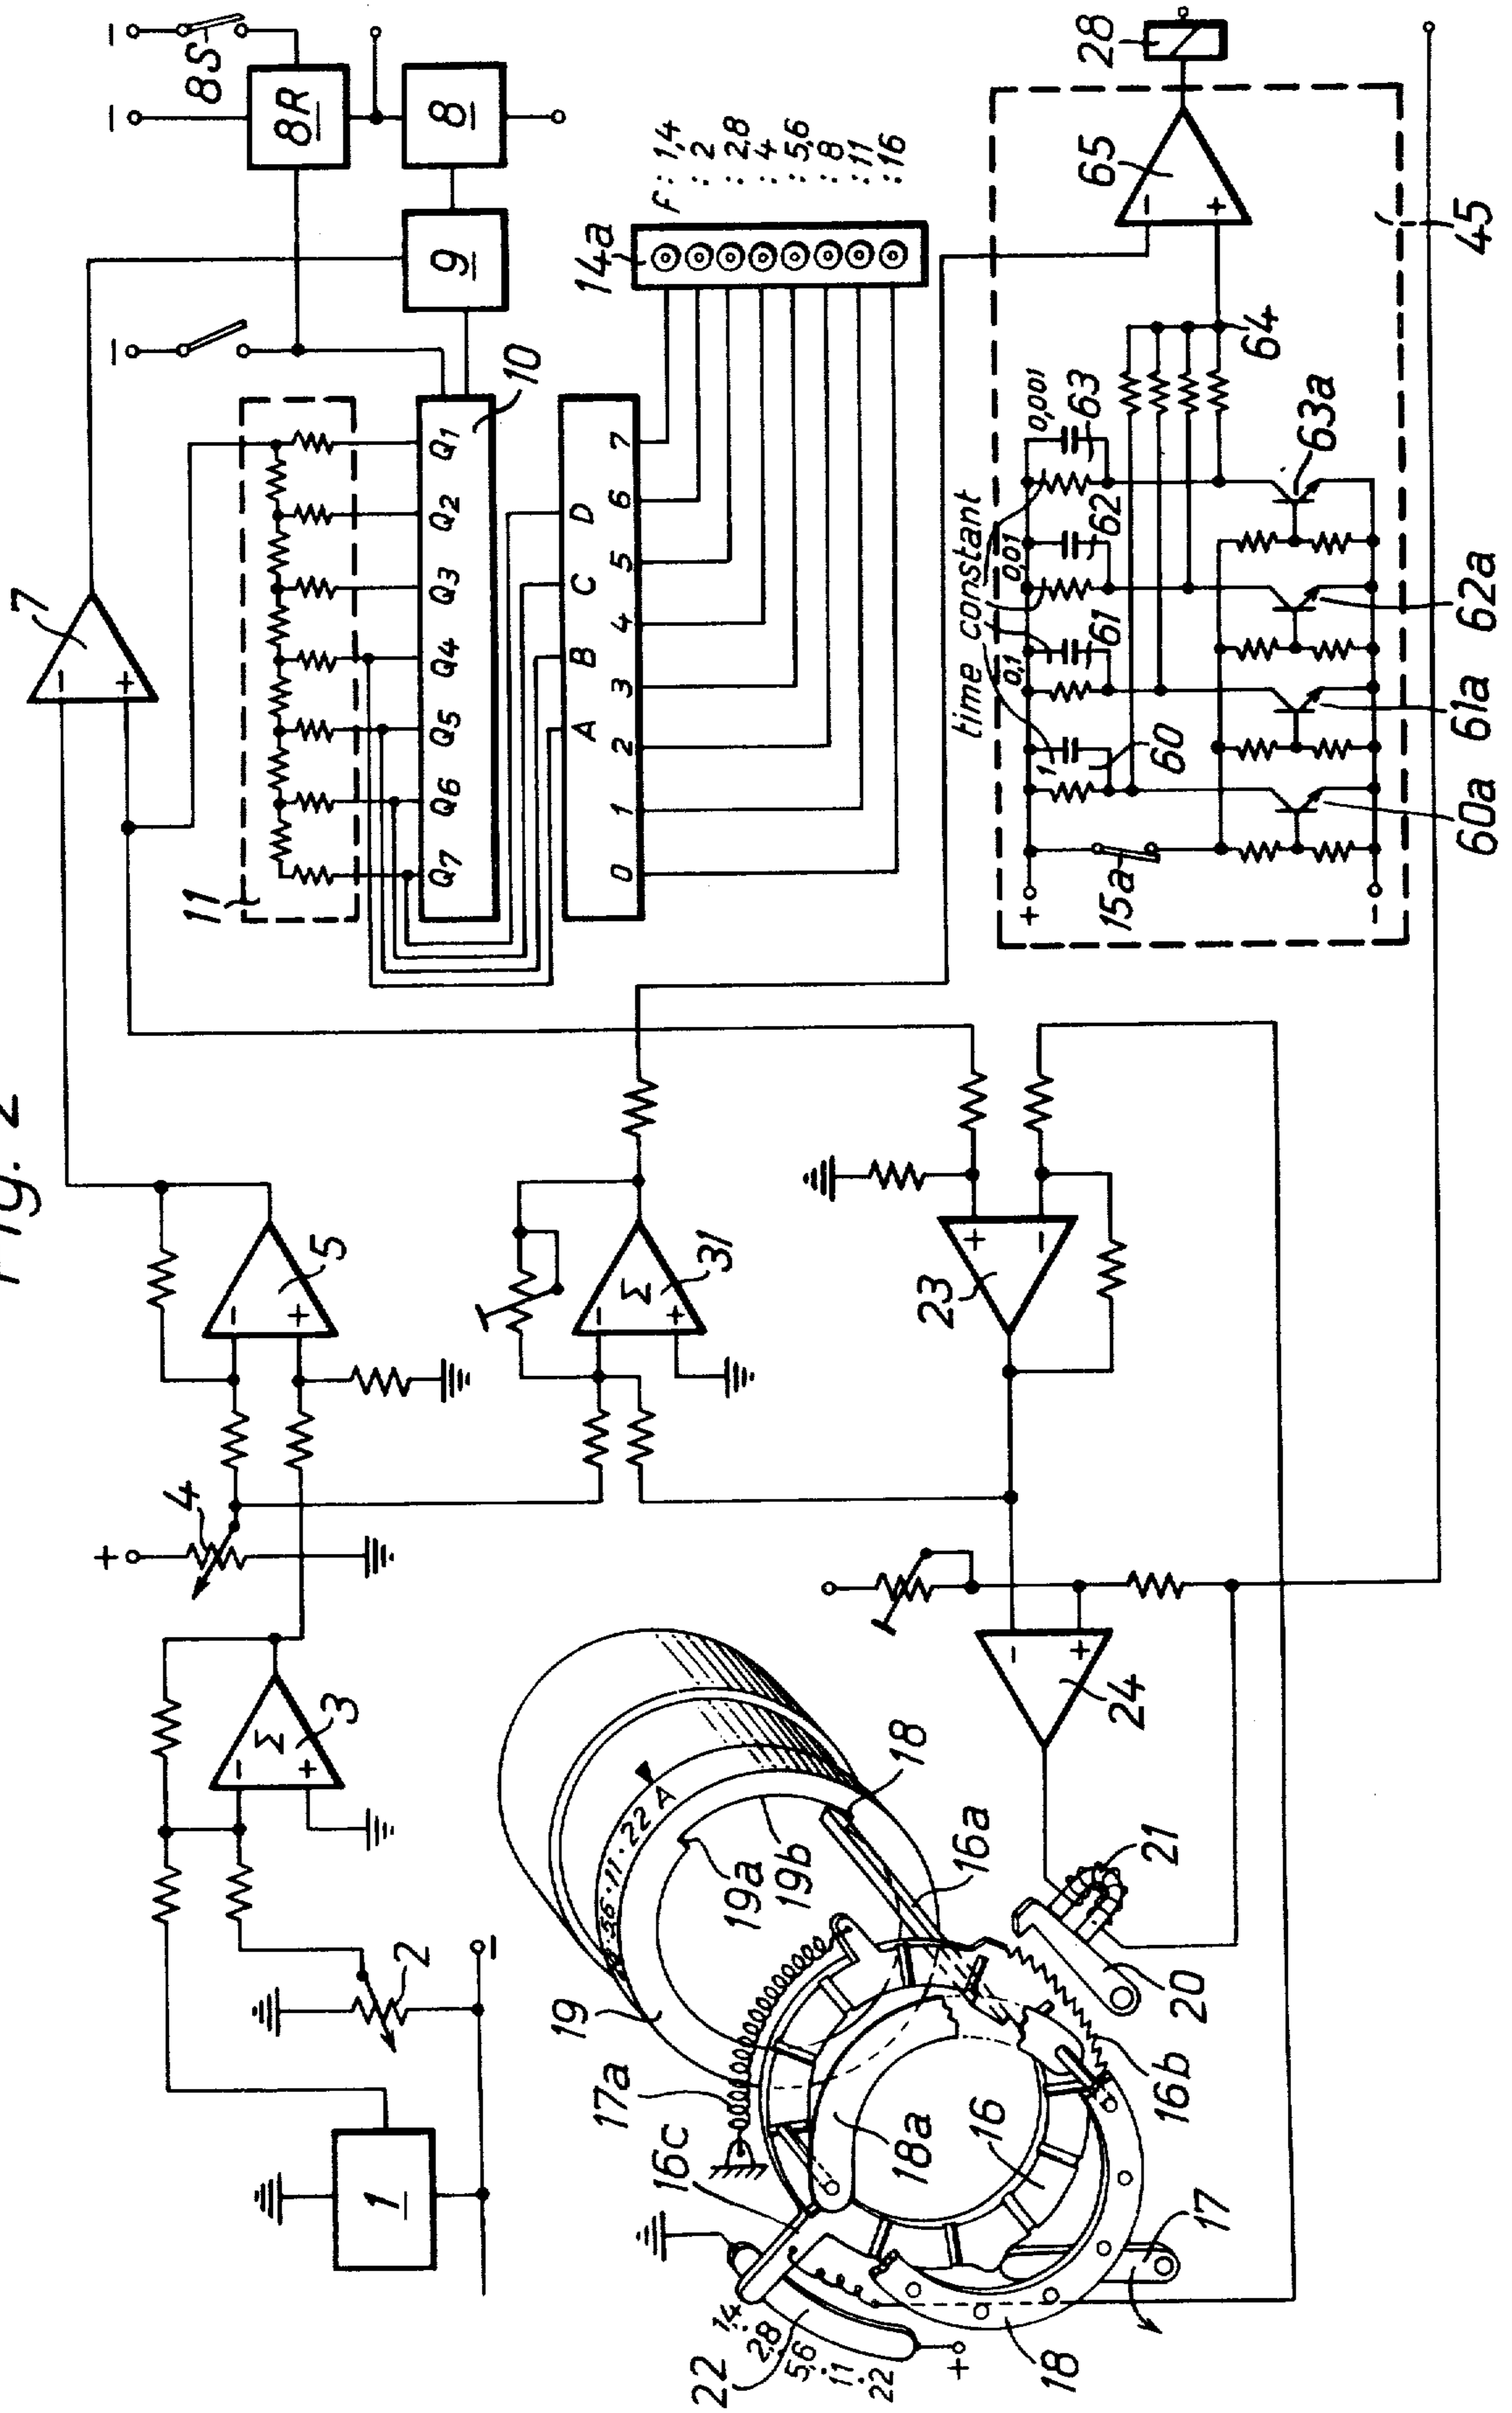 Fig. 2
1
2
3
Σ
−
+
4
+
5
−
+
7
−
+
8S
8R
8
9
10
11
Q1
Q2
Q3
Q4
Q5
Q6
Q7
A
B
C
D
0
1
2
3
4
5
6
7
14a
F: 1,4
: 2
: 2,8
: 4
: 5,6
: 8
: 11
: 16
31
Σ
−
+
23
+
−
24
−
+
28
65
−
+
45
64
time constant
1
0,1
0,01
0,001
60
61
62
63
60a
61a
62a
63a
15a
+
−
19
19a
19b
5,6 · 11 · 22 A
18
16a
16b
16c
16
17
17a
18
18a
20
21
22
1,4
2,8
5,6
11
22
+